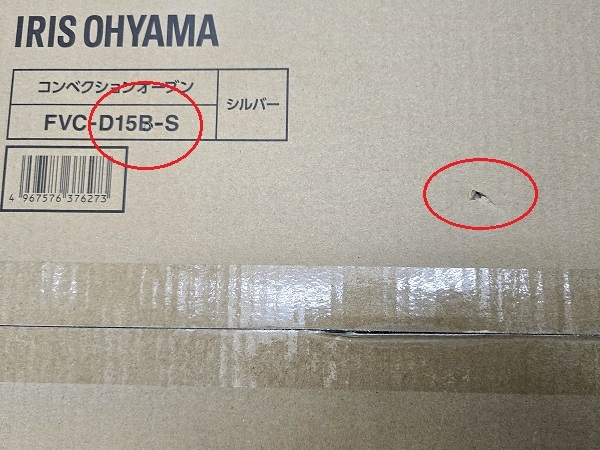 IRIS OHYAMA
コンベクションオーブン
シルバー
FVC-D15B-S
4 967576 376273